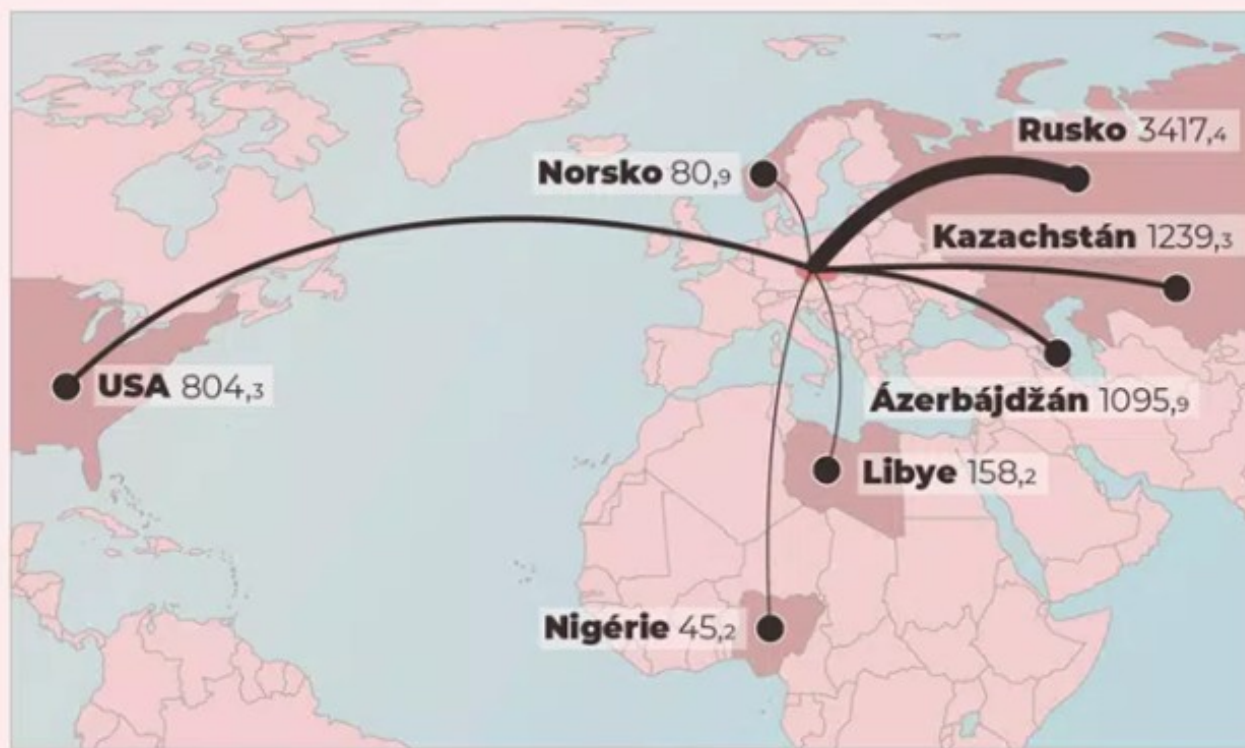 Rusko 3417,4
Norsko 80,9
Kazachstán 1239,3
USA 804,3
Ázerbájdžán 1095,9
Libye 158,2
Nigérie 45,2